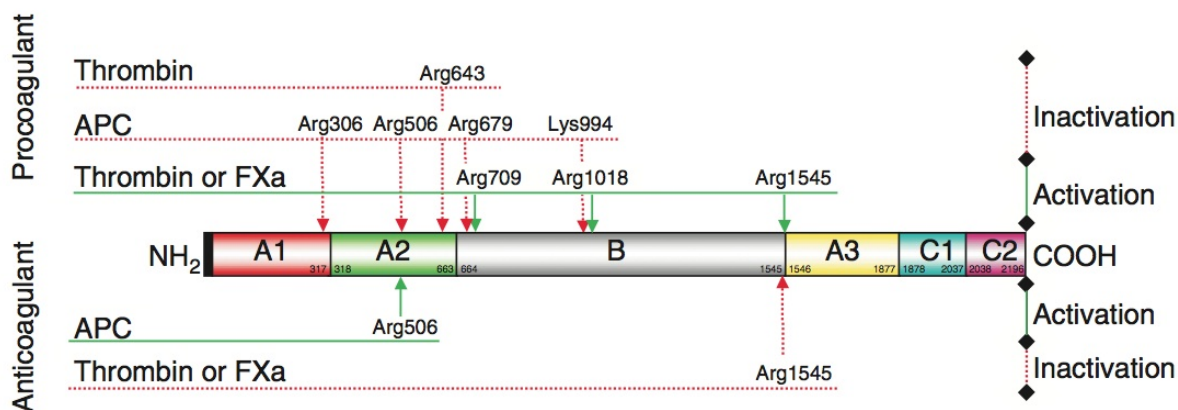 Procoagulant
Thrombin Arg643
APC Arg306 Arg506 Arg679 Lys994
Inactivation
Thrombin or FXa Arg709 Arg1018 Arg1545
Activation
NH2 A1 A2 B A3 C1 C2 COOH
317 318 663 664 1545 1546 1877 1878 2037 2038 2196
Anticoagulant
APC Arg506
Activation
Thrombin or FXa Arg1545
Inactivation